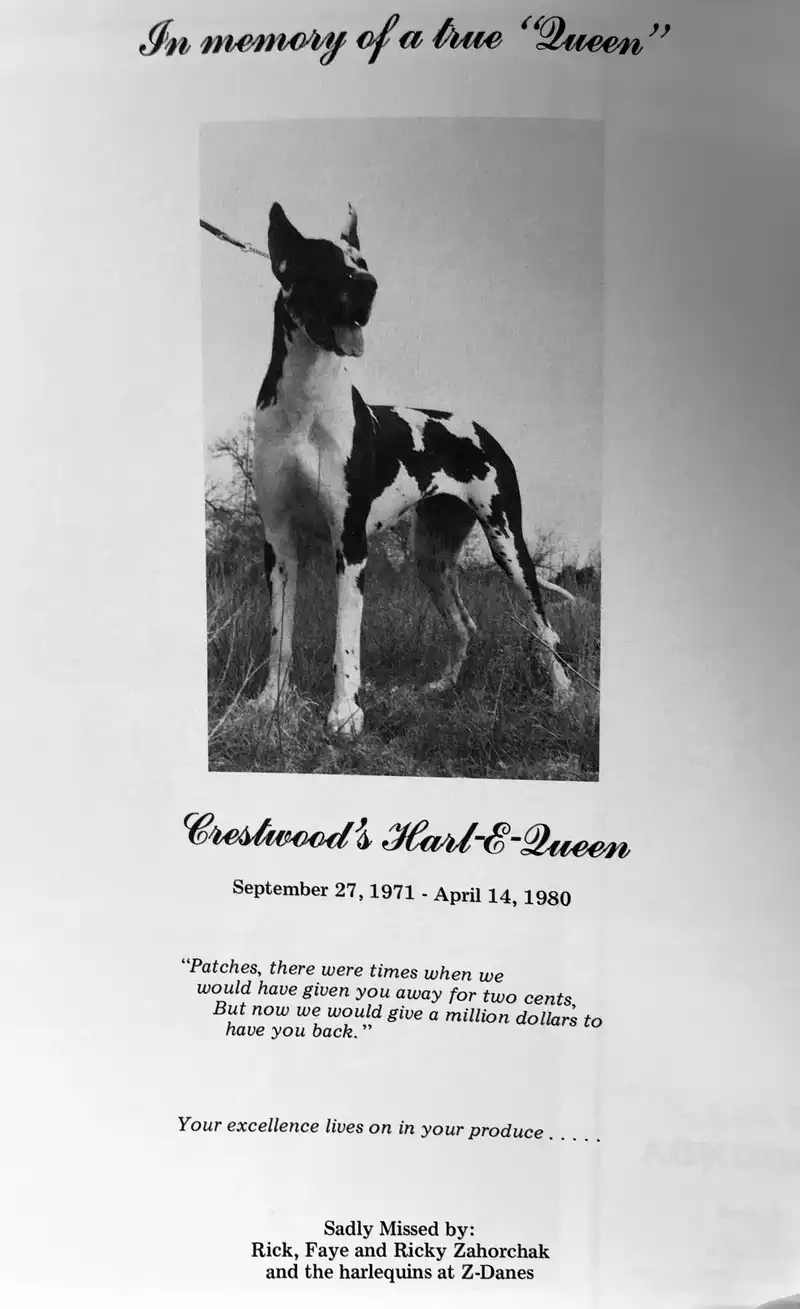 In memory of a true “Queen”
Crestwood's Harl-E-Queen
September 27, 1971 - April 14, 1980
“Patches, there were times when we
would have given you away for two cents,
But now we would give a million dollars to
have you back.”
Your excellence lives on in your produce . . . . .
Sadly Missed by:
Rick, Faye and Ricky Zahorchak
and the harlequins at Z-Danes